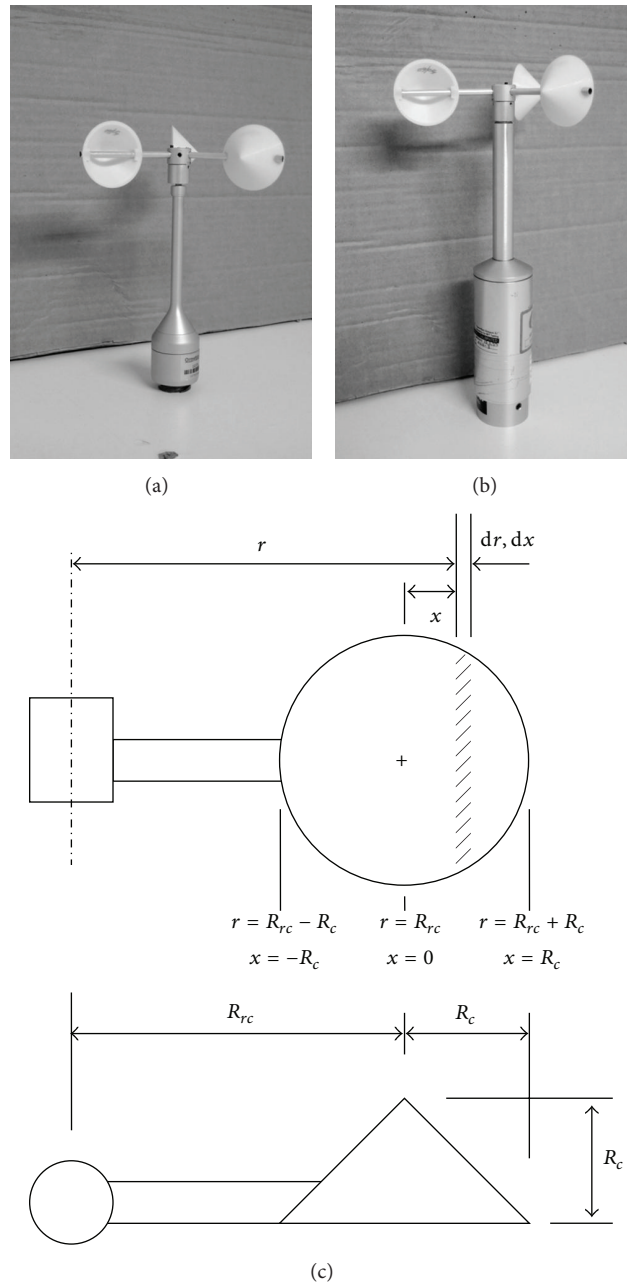 (a)
(b)
r
dr, dx
x
+
r = R_rc − R_c
r = R_rc
r = R_rc + R_c
x = −R_c
x = 0
x = R_c
R_rc
R_c
R_c
(c)